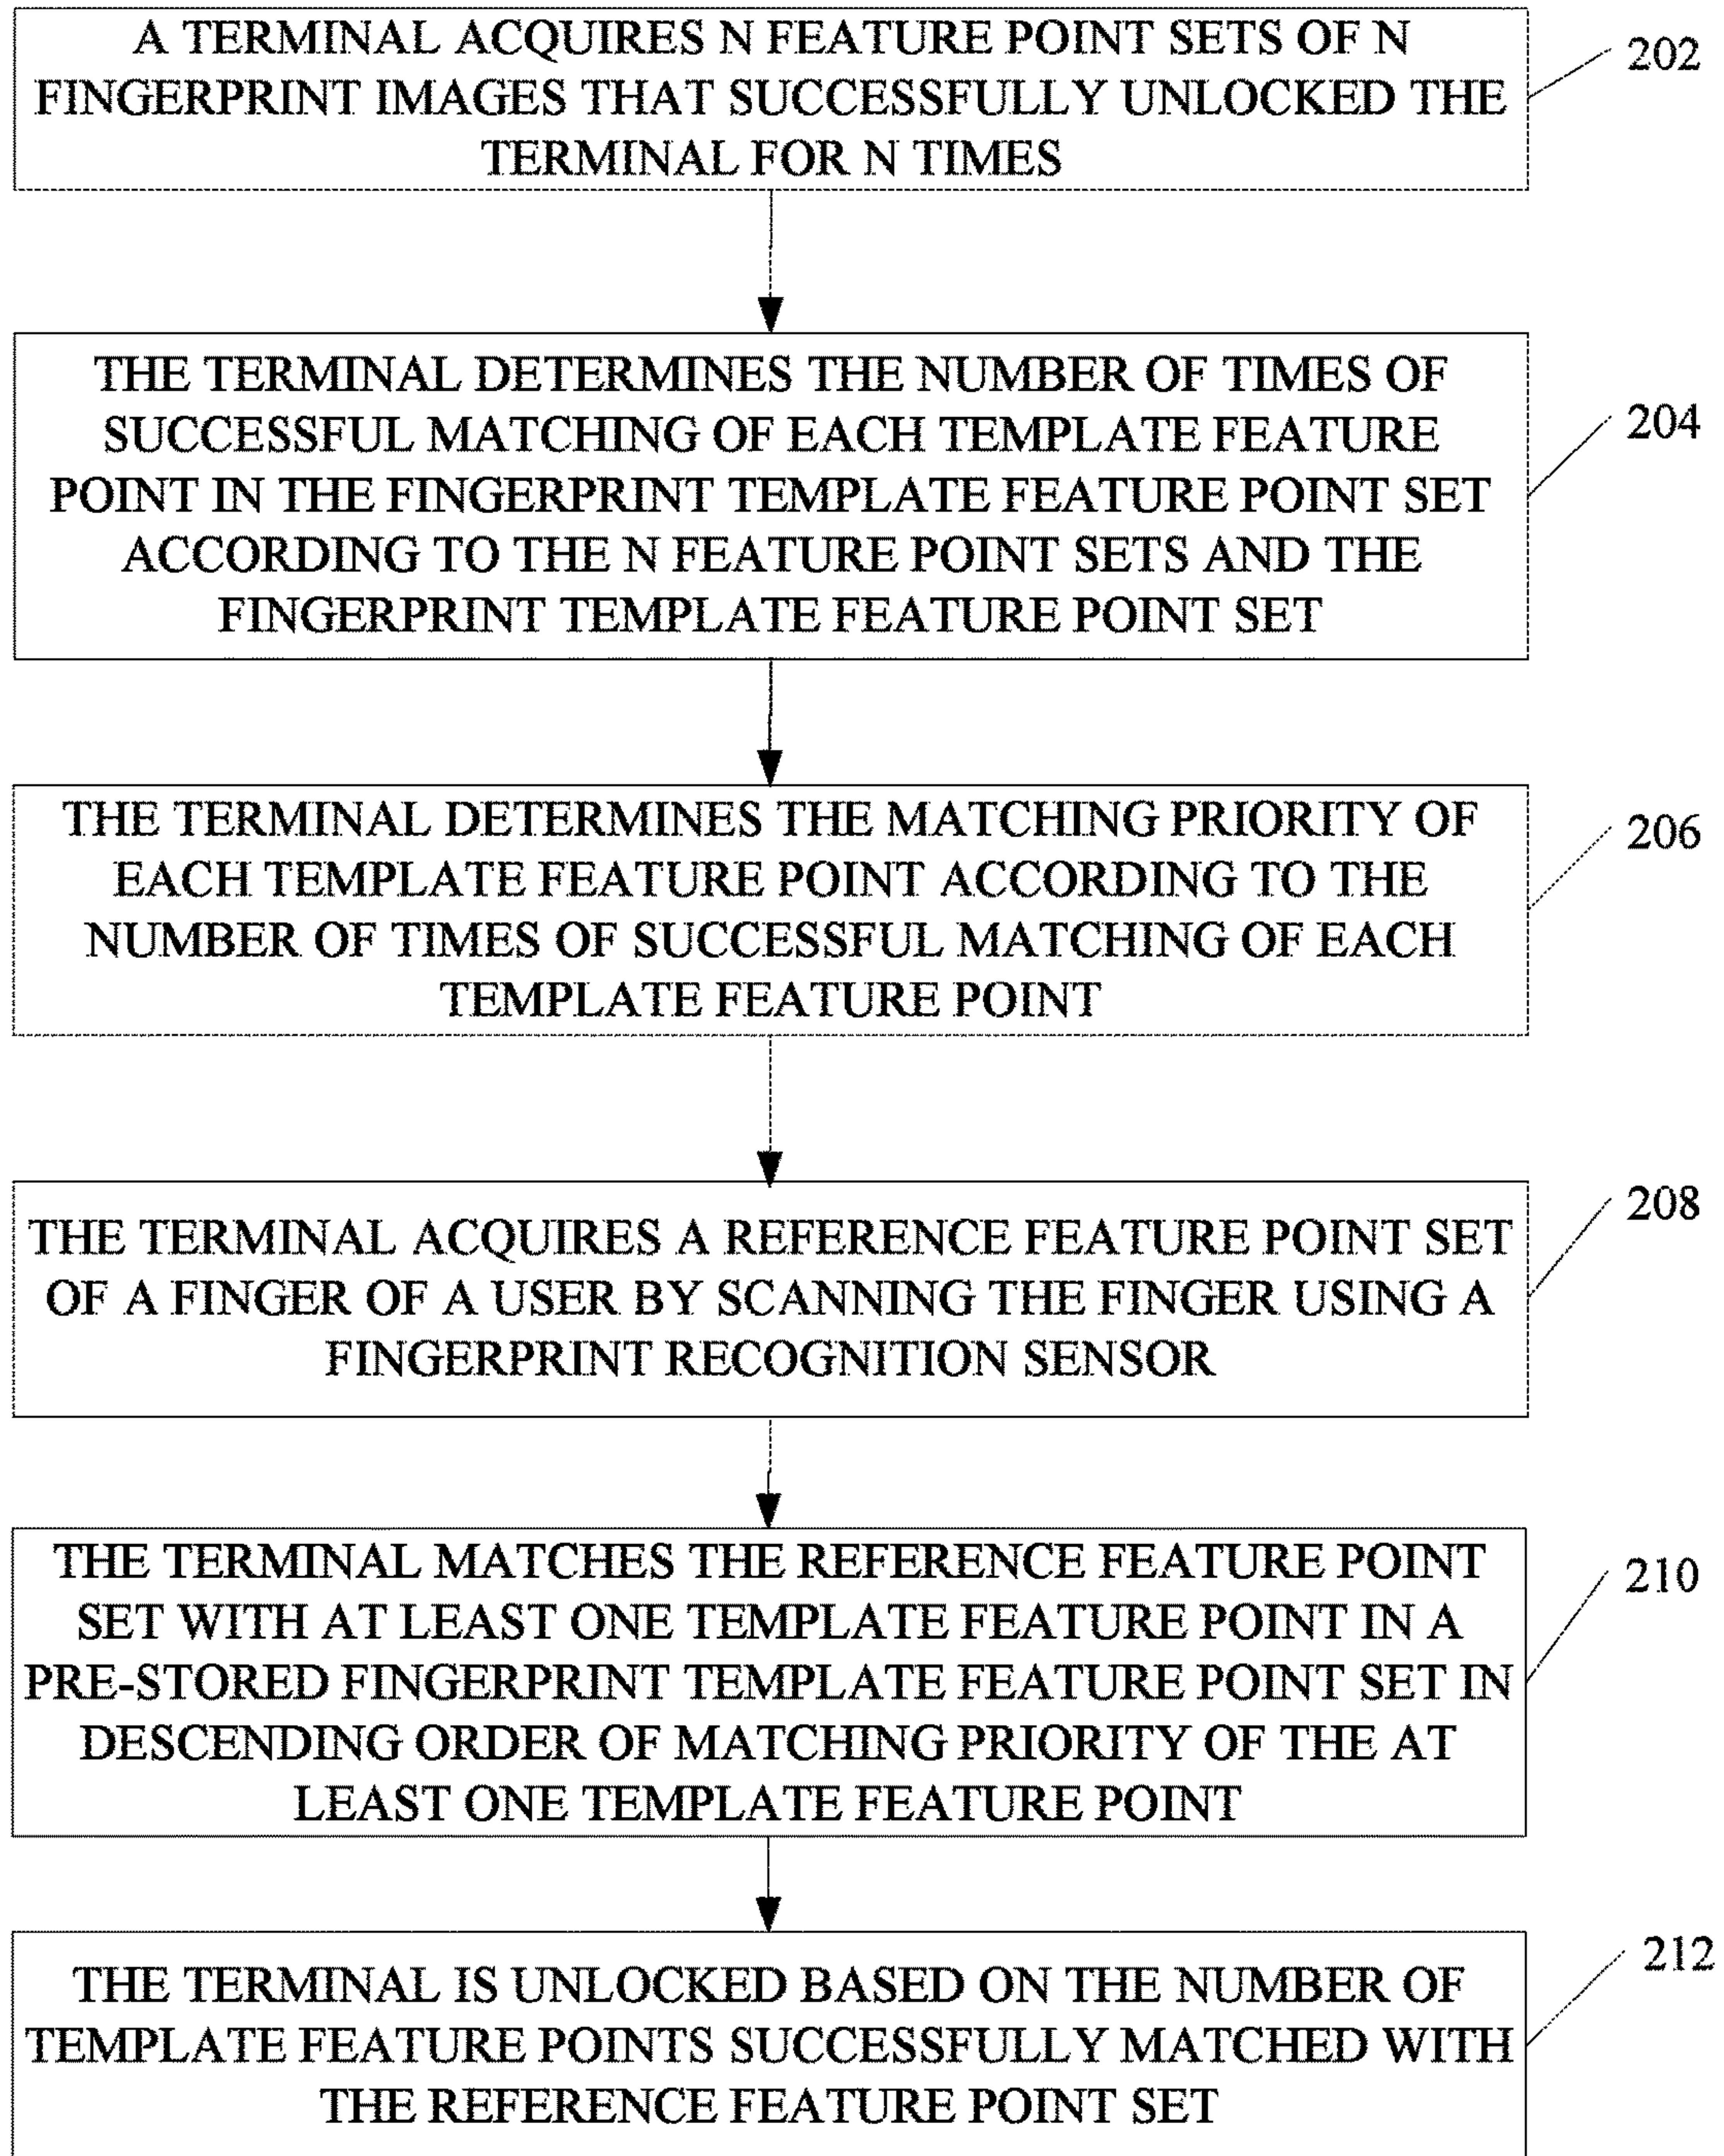 A TERMINAL ACQUIRES N FEATURE POINT SETS OF N
FINGERPRINT IMAGES THAT SUCCESSFULLY UNLOCKED THE
TERMINAL FOR N TIMES
202
THE TERMINAL DETERMINES THE NUMBER OF TIMES OF
SUCCESSFUL MATCHING OF EACH TEMPLATE FEATURE
POINT IN THE FINGERPRINT TEMPLATE FEATURE POINT SET
ACCORDING TO THE N FEATURE POINT SETS AND THE
FINGERPRINT TEMPLATE FEATURE POINT SET
204
THE TERMINAL DETERMINES THE MATCHING PRIORITY OF
EACH TEMPLATE FEATURE POINT ACCORDING TO THE
NUMBER OF TIMES OF SUCCESSFUL MATCHING OF EACH
TEMPLATE FEATURE POINT
206
THE TERMINAL ACQUIRES A REFERENCE FEATURE POINT SET
OF A FINGER OF A USER BY SCANNING THE FINGER USING A
FINGERPRINT RECOGNITION SENSOR
208
THE TERMINAL MATCHES THE REFERENCE FEATURE POINT
SET WITH AT LEAST ONE TEMPLATE FEATURE POINT IN A
PRE-STORED FINGERPRINT TEMPLATE FEATURE POINT SET IN
DESCENDING ORDER OF MATCHING PRIORITY OF THE AT
LEAST ONE TEMPLATE FEATURE POINT
210
THE TERMINAL IS UNLOCKED BASED ON THE NUMBER OF
TEMPLATE FEATURE POINTS SUCCESSFULLY MATCHED WITH
THE REFERENCE FEATURE POINT SET
212